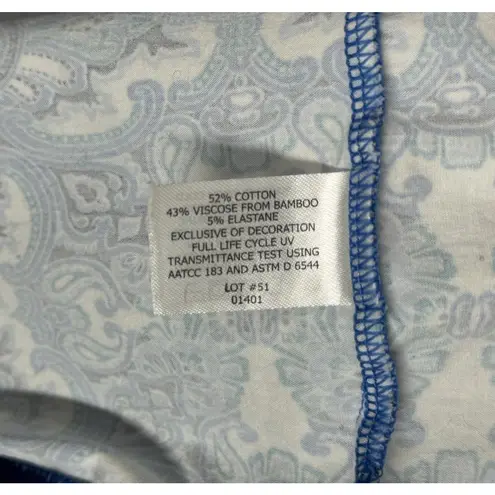 52% COTTON
43% VISCOSE FROM BAMBOO
5% ELASTANE
EXCLUSIVE OF DECORATION
FULL LIFE CYCLE UV
TRANSMITTANCE TEST USING
AATCC 183 AND ASTM D 6544
LOT #51
01401